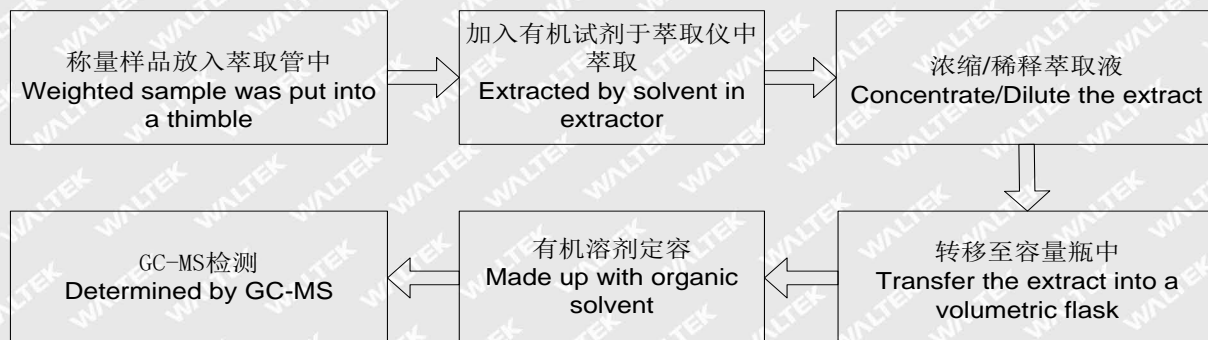 称量样品放入萃取管中
Weighted sample was put into
a thimble
加入有机试剂于萃取仪中
萃取
Extracted by solvent in
extractor
浓缩/稀释萃取液
Concentrate/Dilute the extract
转移至容量瓶中
Transfer the extract into a
volumetric flask
有机溶剂定容
Made up with organic
solvent
GC-MS检测
Determined by GC-MS
WALTEK